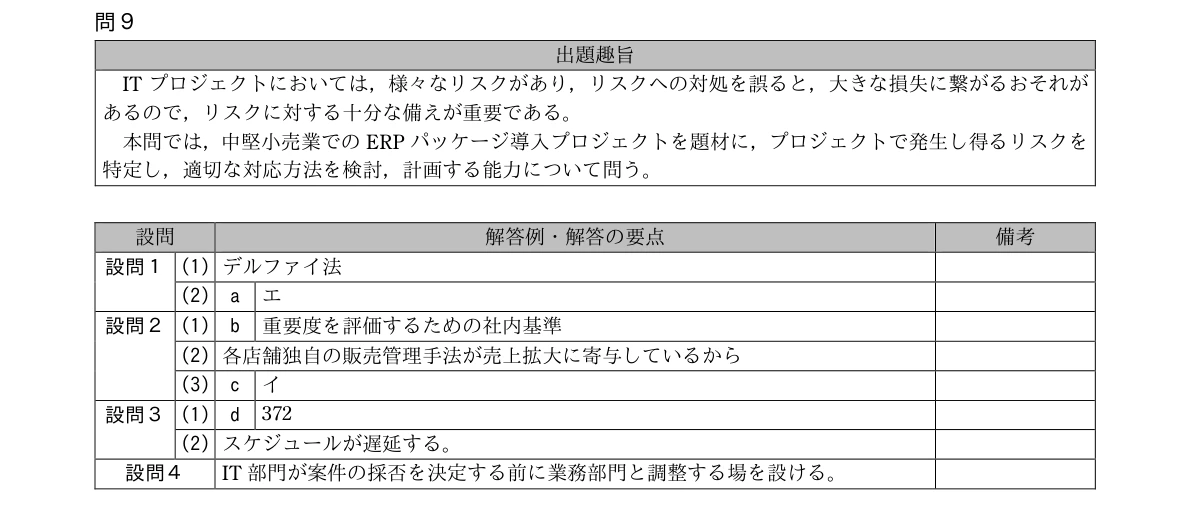 問9
出題趣旨
IT プロジェクトにおいては，様々なリスクがあり，リスクへの対処を誤ると，大きな損失に繋がるおそれが
あるので，リスクに対する十分な備えが重要である。
本問では，中堅小売業での ERP パッケージ導入プロジェクトを題材に，プロジェクトで発生し得るリスクを
特定し，適切な対応方法を検討，計画する能力について問う。
設問 解答例・解答の要点 備考
設問1 (1) デルファイ法
(2) a エ
設問2 (1) b 重要度を評価するための社内基準
(2) 各店舗独自の販売管理手法が売上拡大に寄与しているから
(3) c イ
設問3 (1) d 372
(2) スケジュールが遅延する。
設問4 IT 部門が案件の採否を決定する前に業務部門と調整する場を設ける。